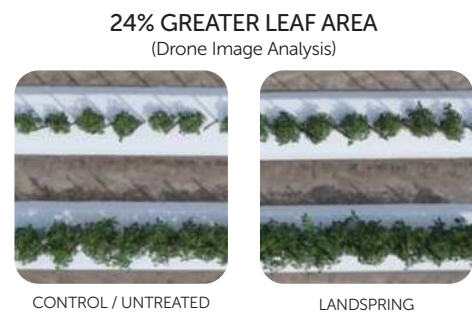 24% GREATER LEAF AREA
(Drone Image Analysis)
CONTROL / UNTREATED
LANDSPRING